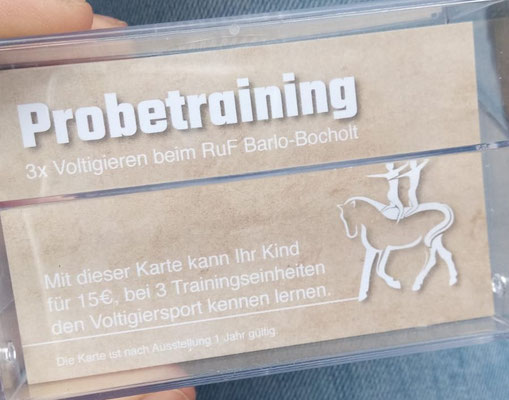 Probetraining
3x Voltigieren beim RuF Barlo-Bocholt
Mit dieser Karte kann Ihr Kind
für 15€, bei 3 Trainingseinheiten
den Voltigiersport kennen lernen.
Die Karte ist nach Ausstellung 1 Jahr gültig.